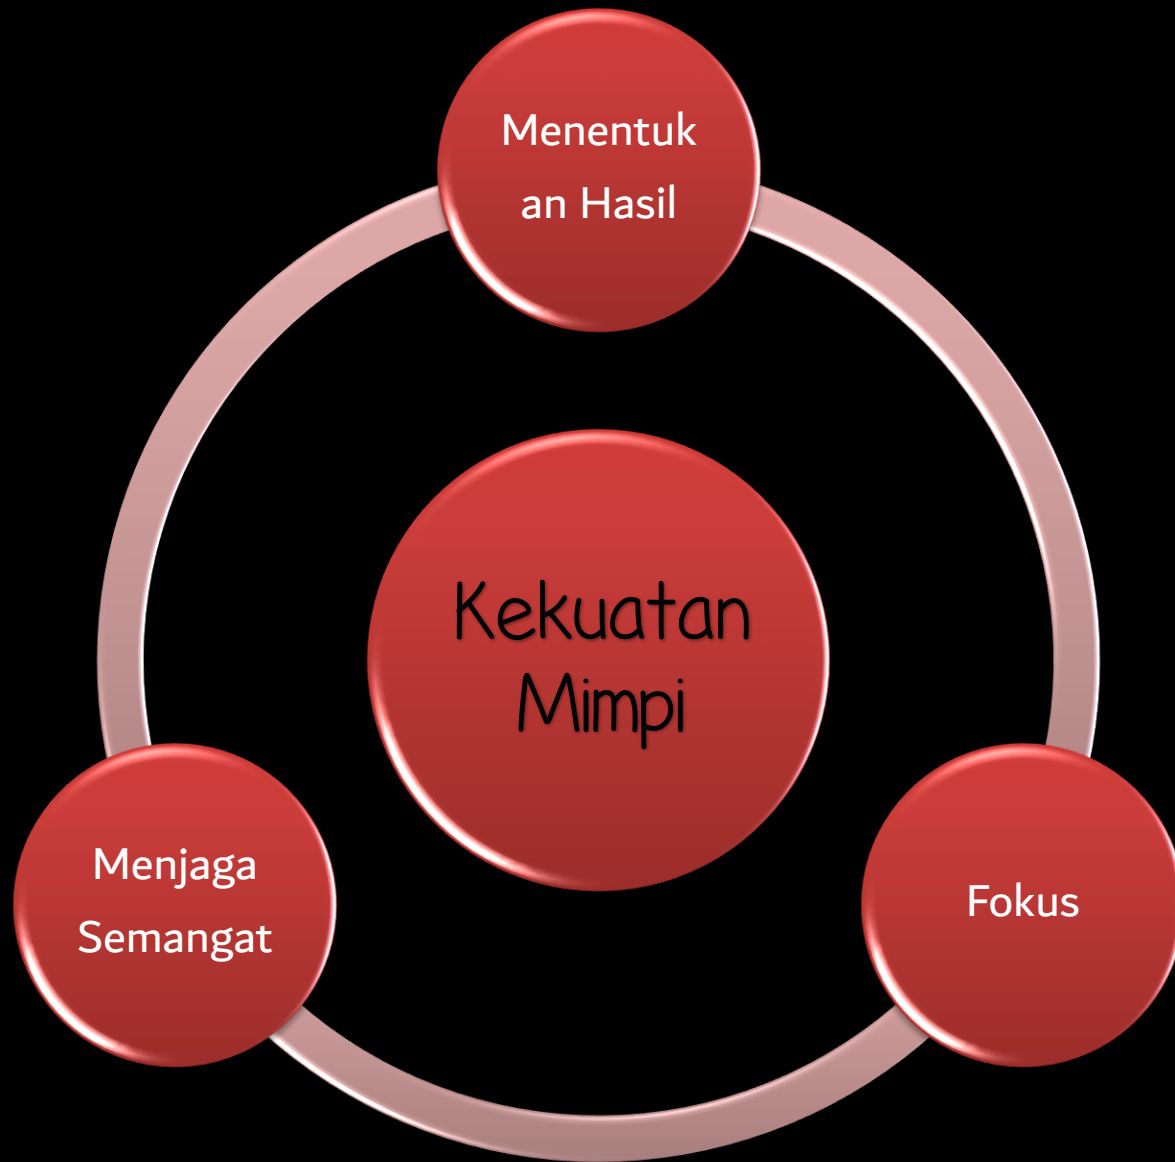 Menentuk
an Hasil
Kekuatan
Mimpi
Menjaga
Semangat
Fokus